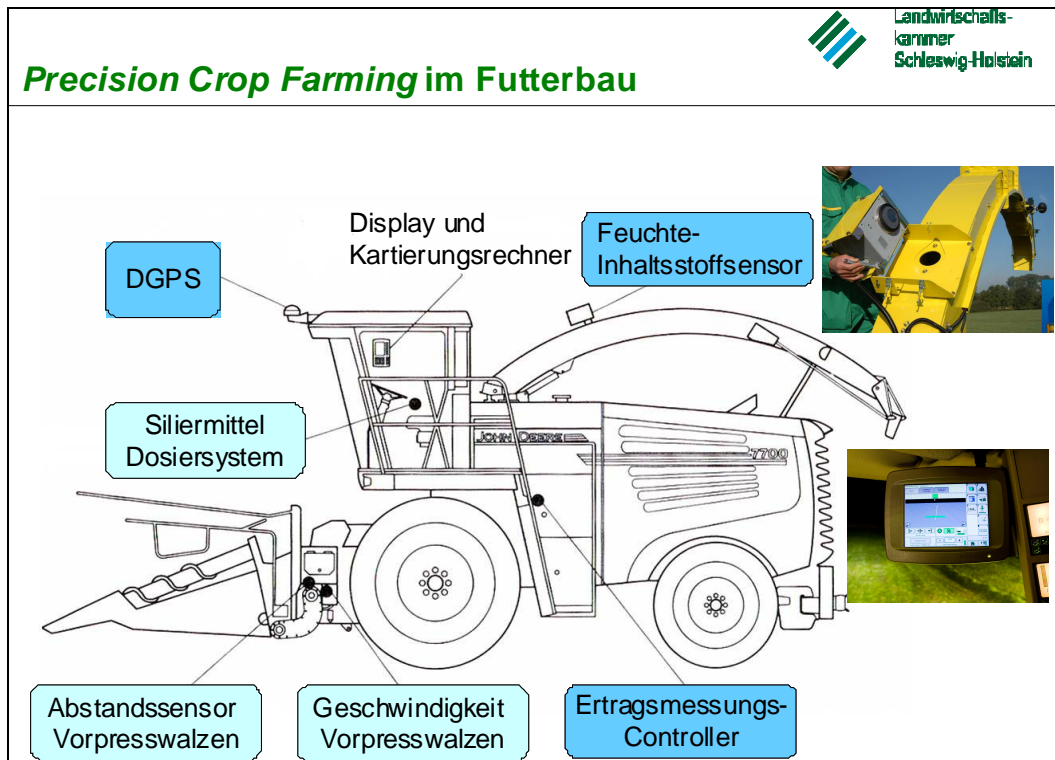 Landwirtschafts-
kammer
Schleswig-Holstein
Precision Crop Farming im Futterbau
Display und
Kartierungsrechner
Feuchte-
Inhaltsstoffsensor
DGPS
Siliermittel
Dosiersystem
JOHN DEERE
7700
Abstandssensor
Vorpresswalzen
Geschwindigkeit
Vorpresswalzen
Ertragsmessungs-
Controller